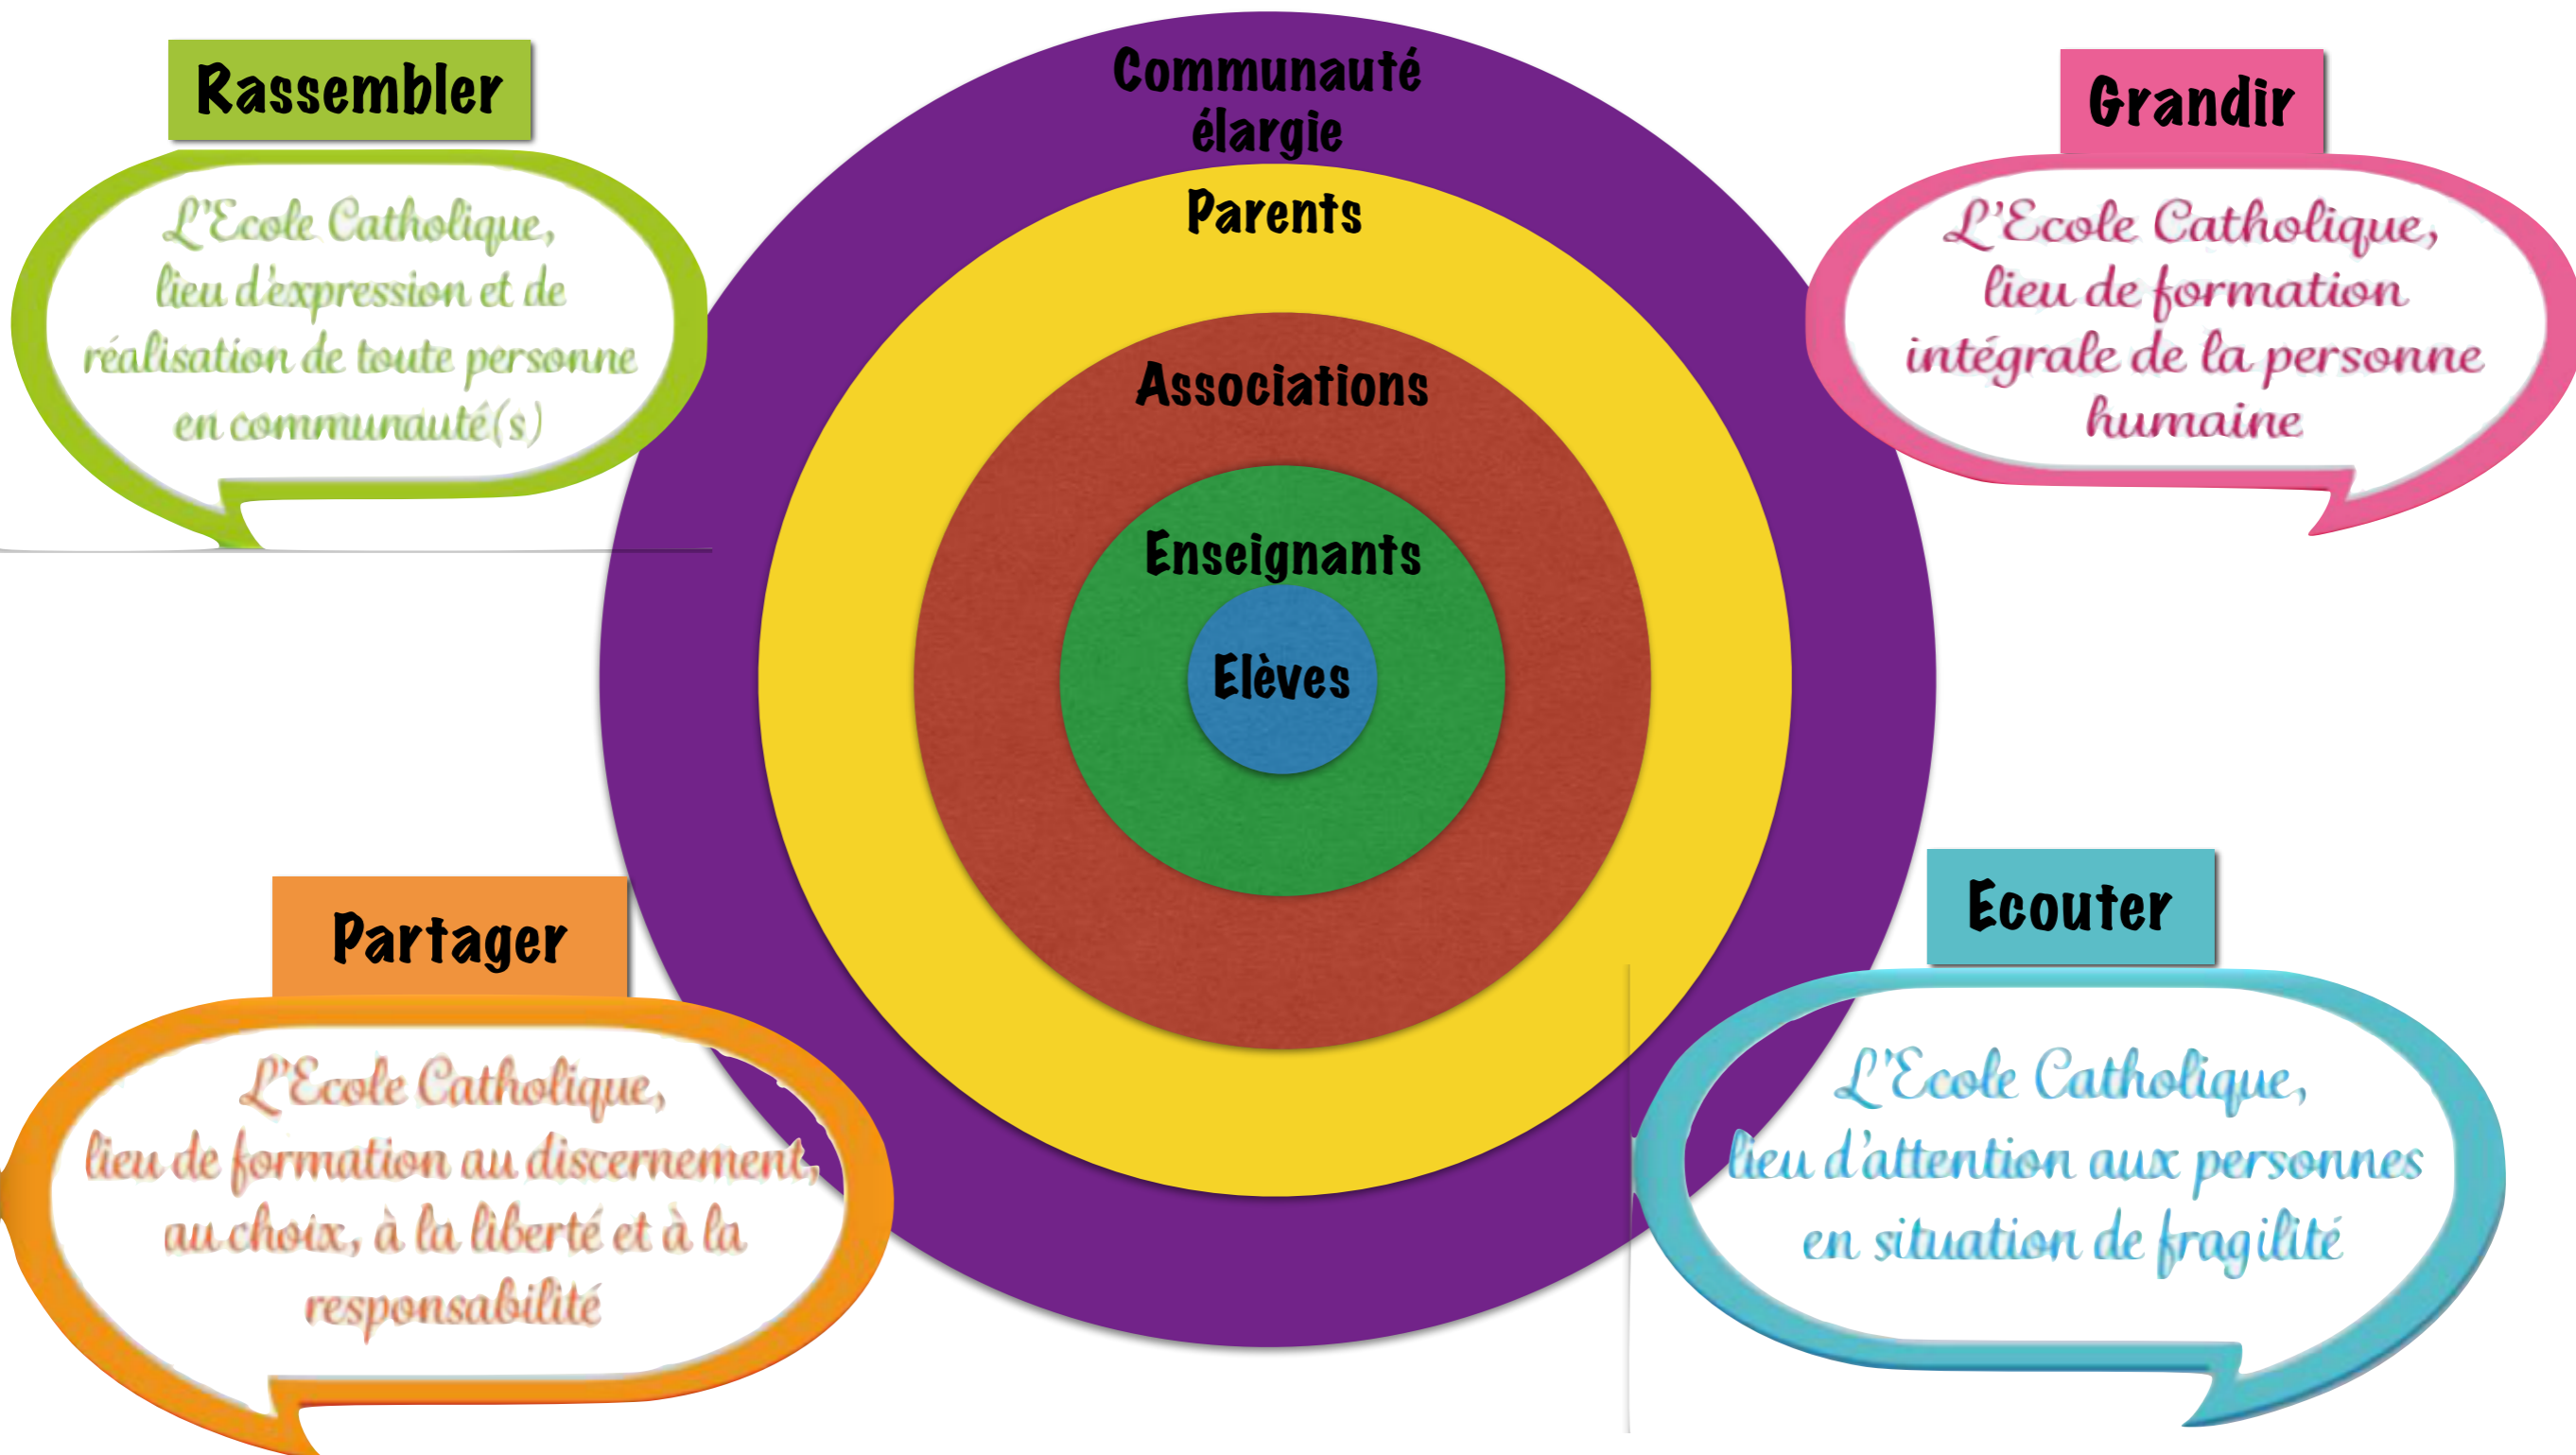 Rassembler
L'Ecole Catholique,
lieu d'expression et de
réalisation de toute personne
en communauté(s)
Communauté
élargie
Parents
Associations
Enseignants
Elèves
Grandir
L'Ecole Catholique,
lieu de formation
intégrale de la personne
humaine
Partager
L'Ecole Catholique,
lieu de formation au discernement,
au choix, à la liberté et à la
responsabilité
Ecouter
L'Ecole Catholique,
lieu d'attention aux personnes
en situation de fragilité